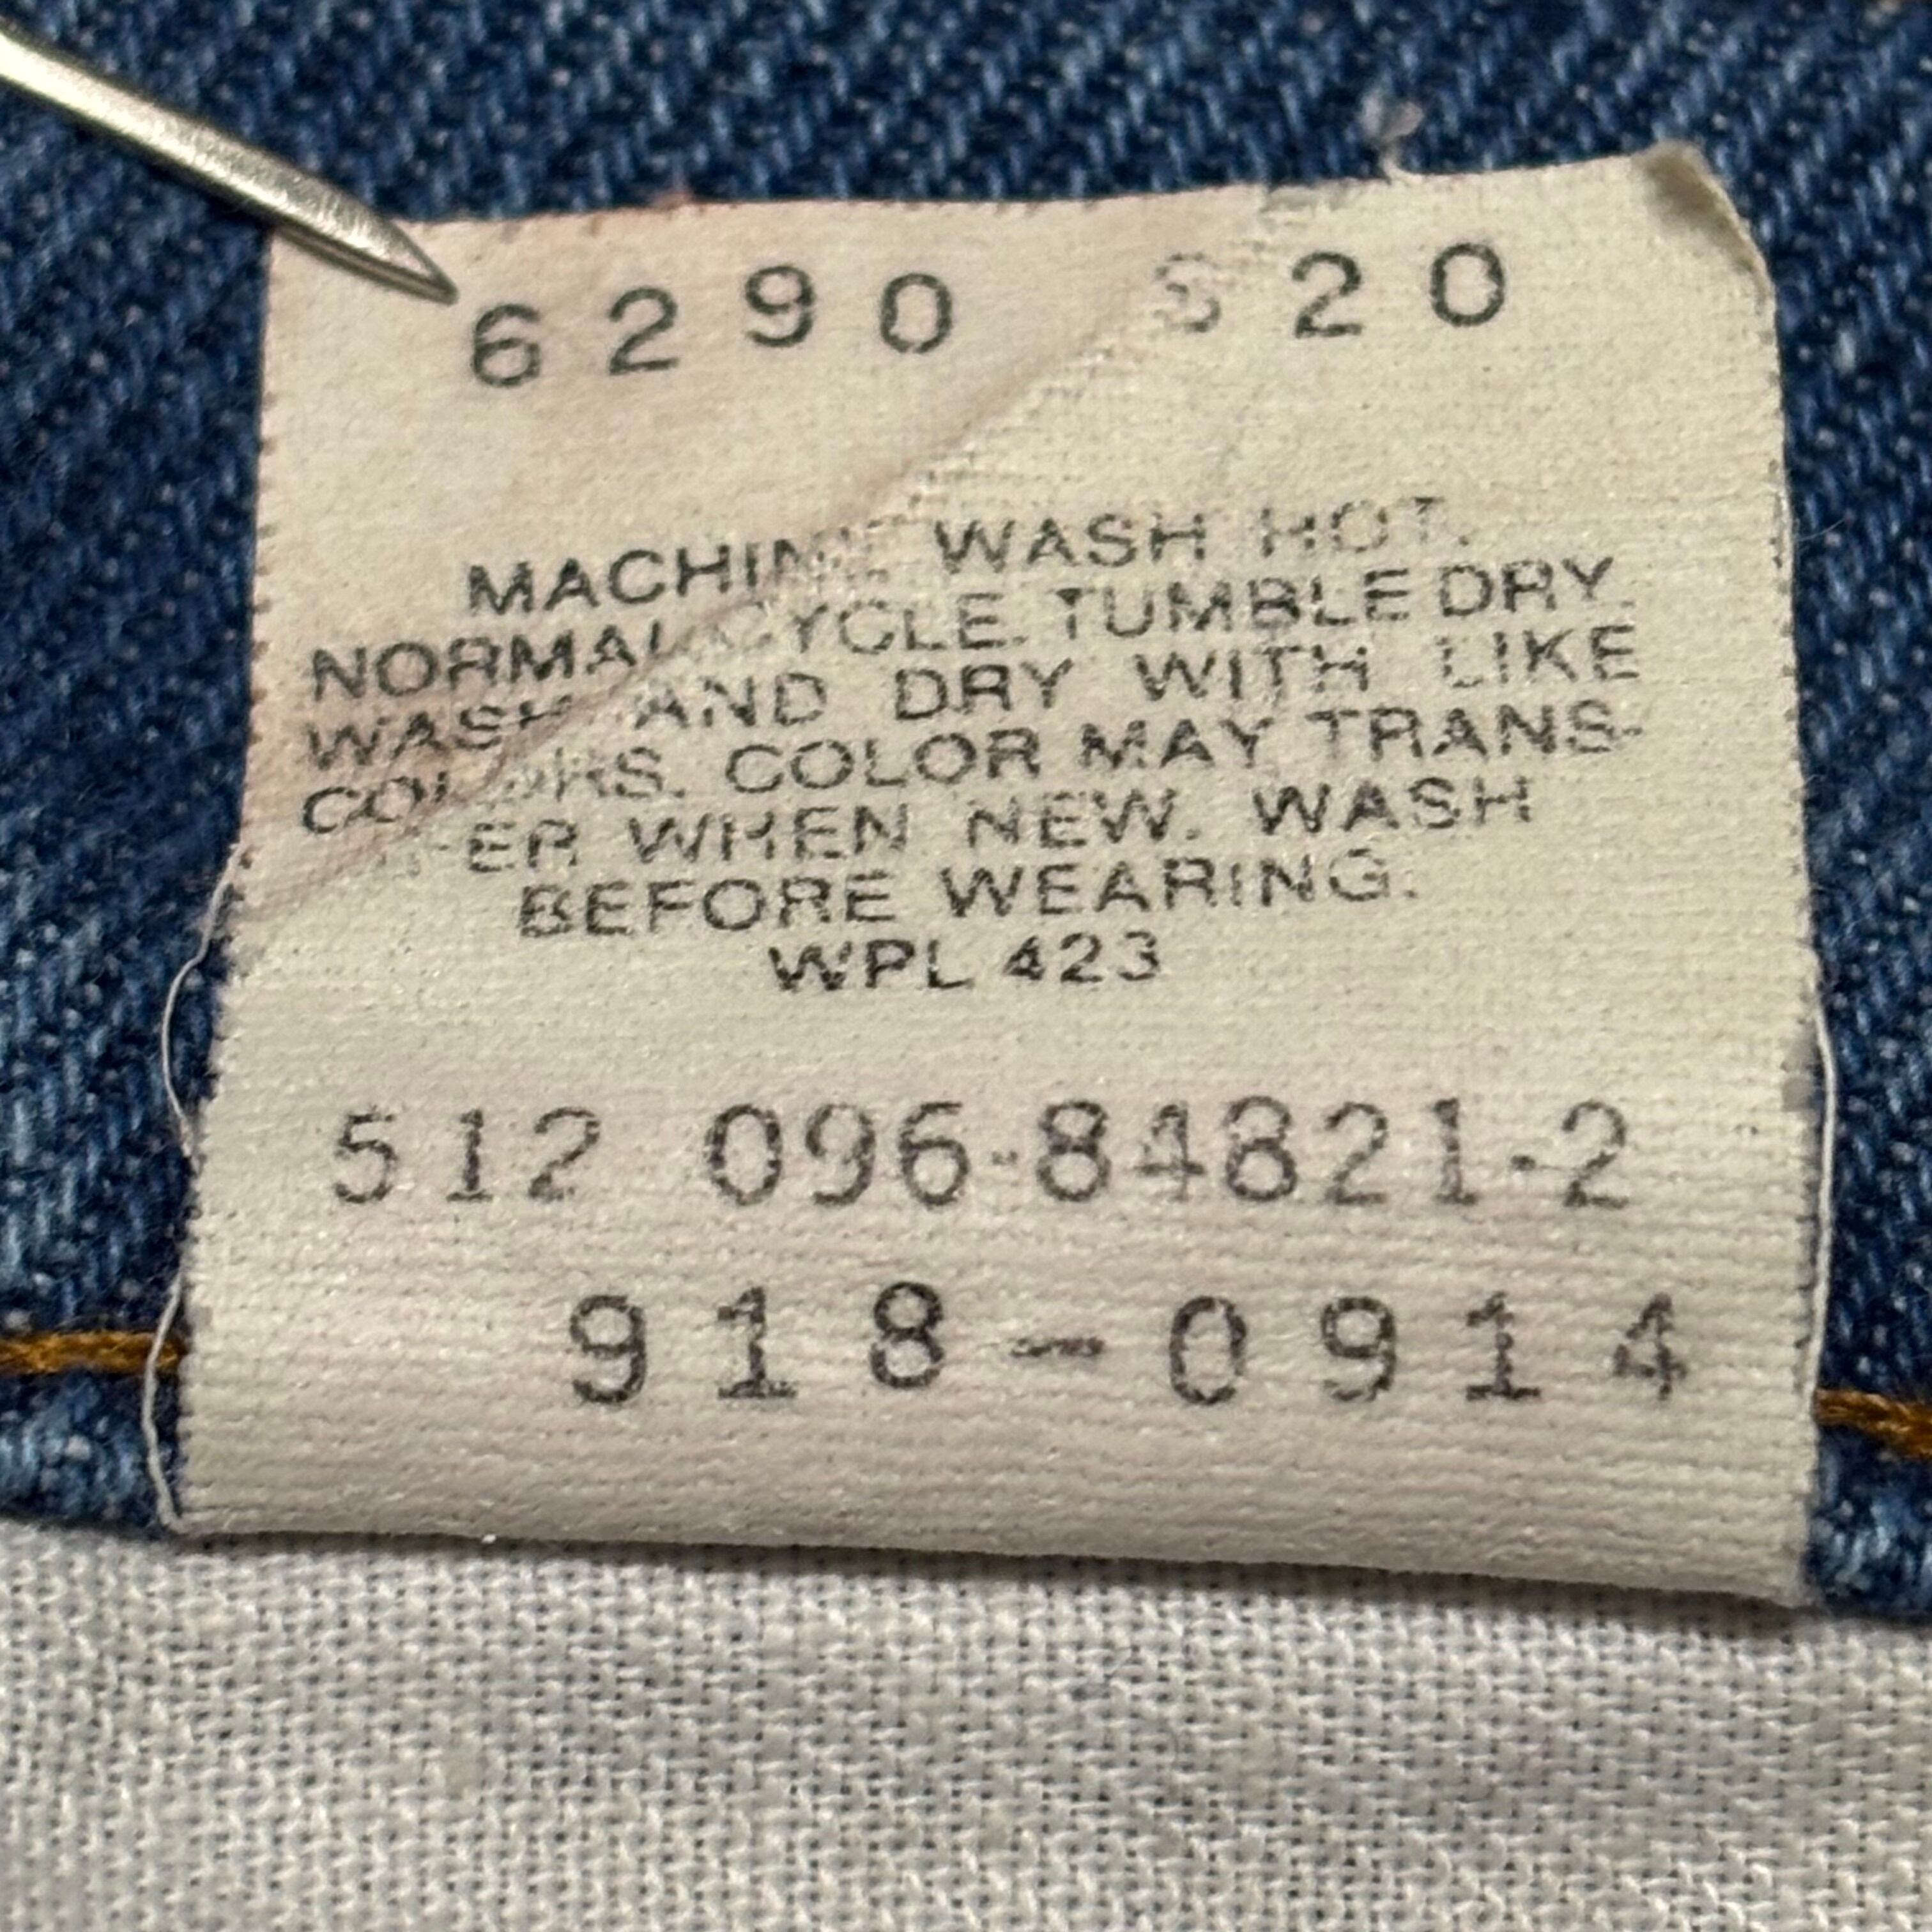 6290 S20
MACHINE WASH HOT.
NORMAL CYCLE. TUMBLE DRY.
WASH AND DRY WITH LIKE
COLORS. COLOR MAY TRANS-
FER WHEN NEW. WASH
BEFORE WEARING.
WPL 423
512 096-84821-2
918-0914